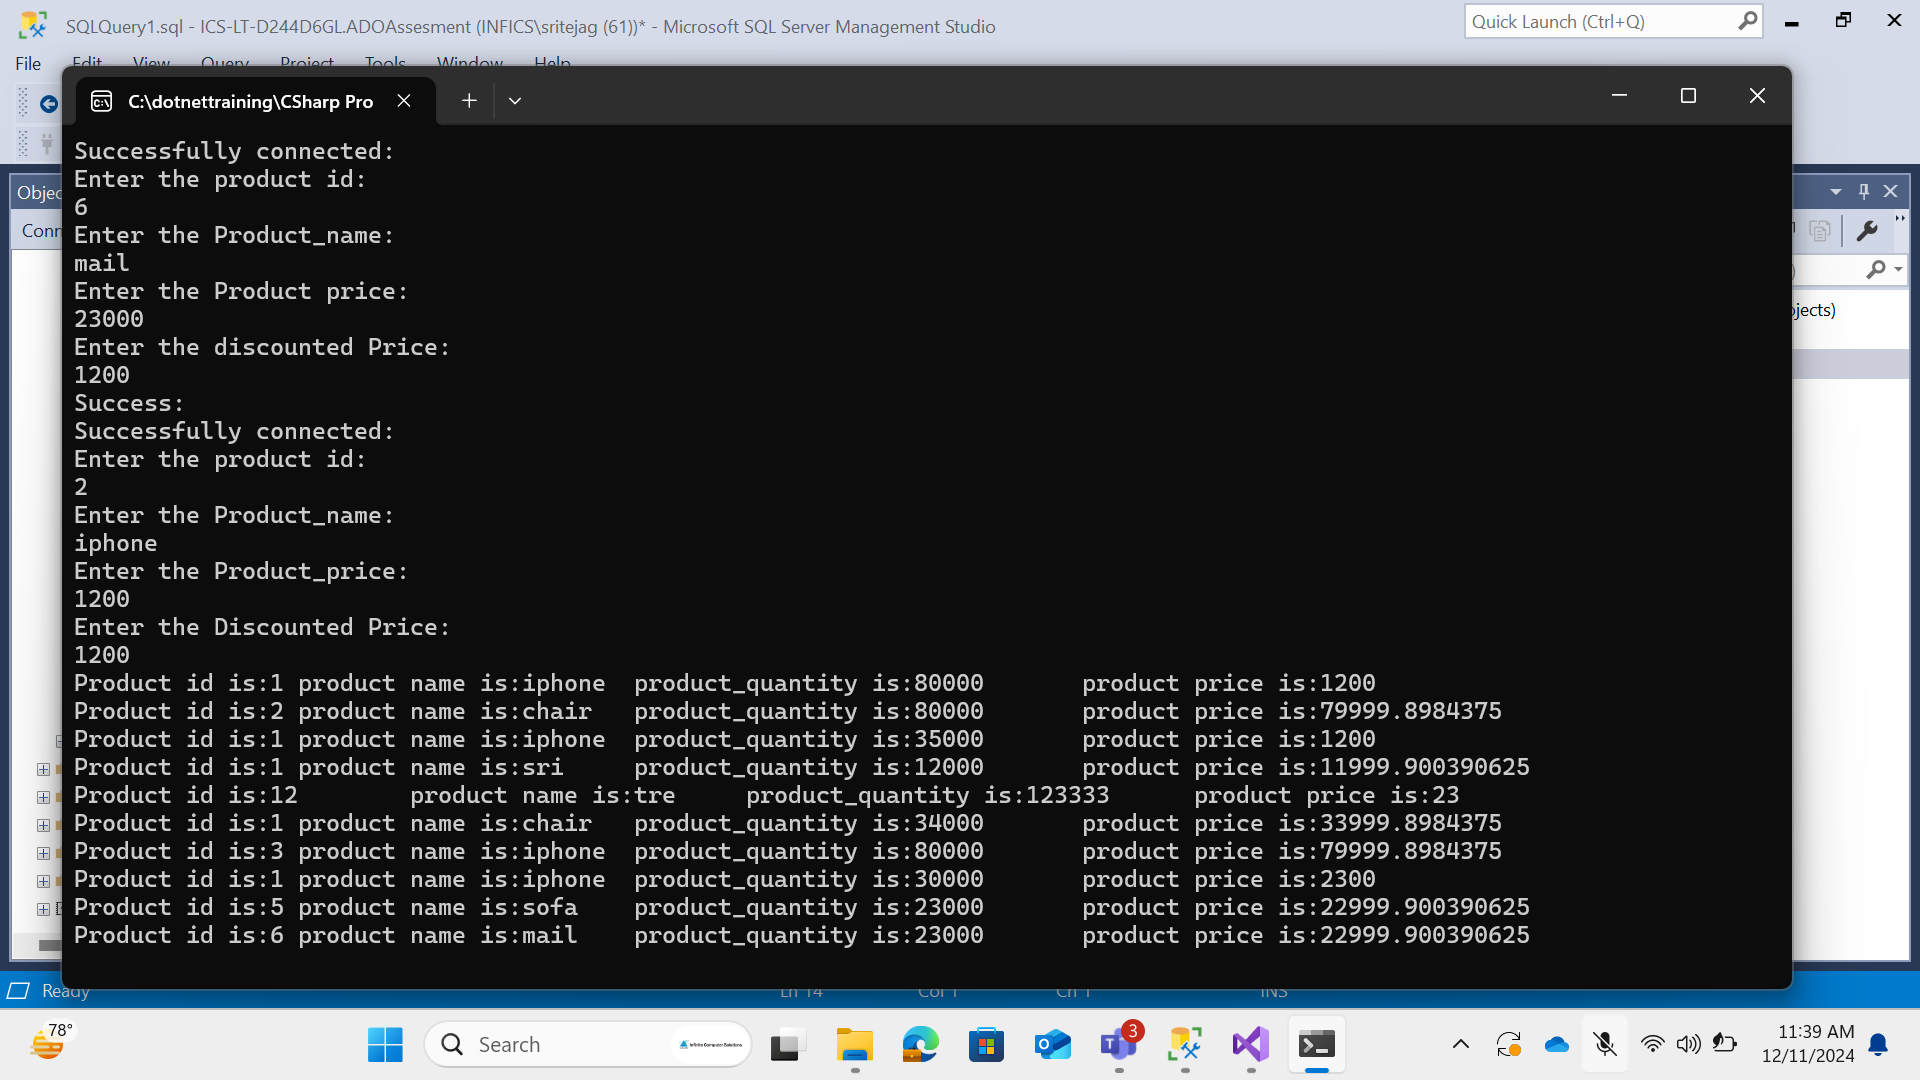 SQLQuery1.sql - ICS-LT-D244D6GL.ADOAssesment (INFICS\sritejag (61))* - Microsoft SQL Server Management Studio
Quick Launch (Ctrl+Q)
File Edit View Query Project Tools Window Help
C:\dotnettraining\CSharp Pro
Objec
Conn
jects)
Successfully connected:
Enter the product id:
6
Enter the Product_name:
mail
Enter the Product price:
23000
Enter the discounted Price:
1200
Success:
Successfully connected:
Enter the product id:
2
Enter the Product_name:
iphone
Enter the Product_price:
1200
Enter the Discounted Price:
1200
Product id is:1 product name is:iphone product_quantity is:80000 product price is:1200
Product id is:2 product name is:chair product_quantity is:80000 product price is:79999.8984375
Product id is:1 product name is:iphone product_quantity is:35000 product price is:1200
Product id is:1 product name is:sri product_quantity is:12000 product price is:11999.900390625
Product id is:12 product name is:tre product_quantity is:123333 product price is:23
Product id is:1 product name is:chair product_quantity is:34000 product price is:33999.8984375
Product id is:3 product name is:iphone product_quantity is:80000 product price is:79999.8984375
Product id is:1 product name is:iphone product_quantity is:30000 product price is:2300
Product id is:5 product name is:sofa product_quantity is:23000 product price is:22999.900390625
Product id is:6 product name is:mail product_quantity is:23000 product price is:22999.900390625
Ready Ln 14 Col 1 Ch 1 INS
78°
Search
Infinite Computer Solutions
3
11:39 AM
12/11/2024